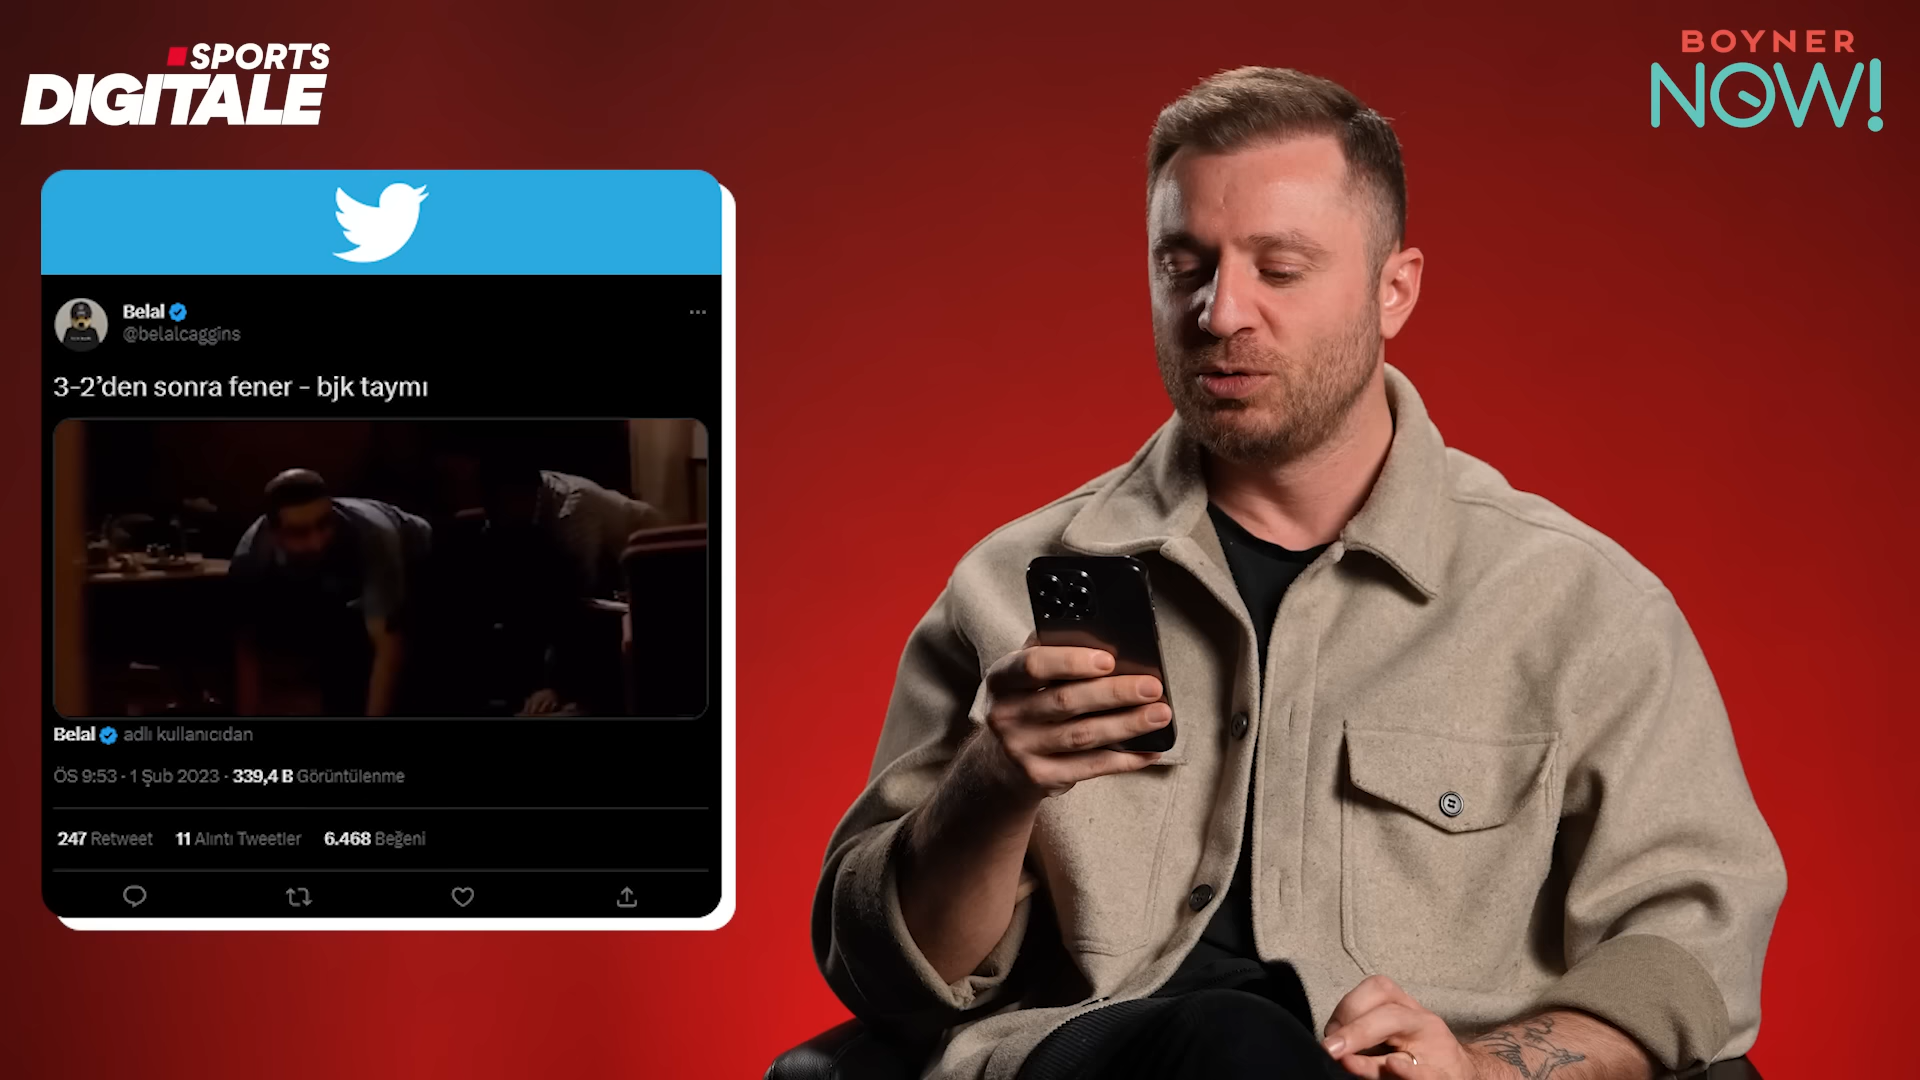 SPORTS
DIGITALE
BOYNER
NOW!
Belal
@belalcaggins
3-2'den sonra fener - bjk taymı
Belal adlı kullanıcıdan
ÖS 9:53 · 1 Şub 2023 · 339,4 B Görüntülenme
247 Retweet 11 Alıntı Tweetler 6.468 Beğeni